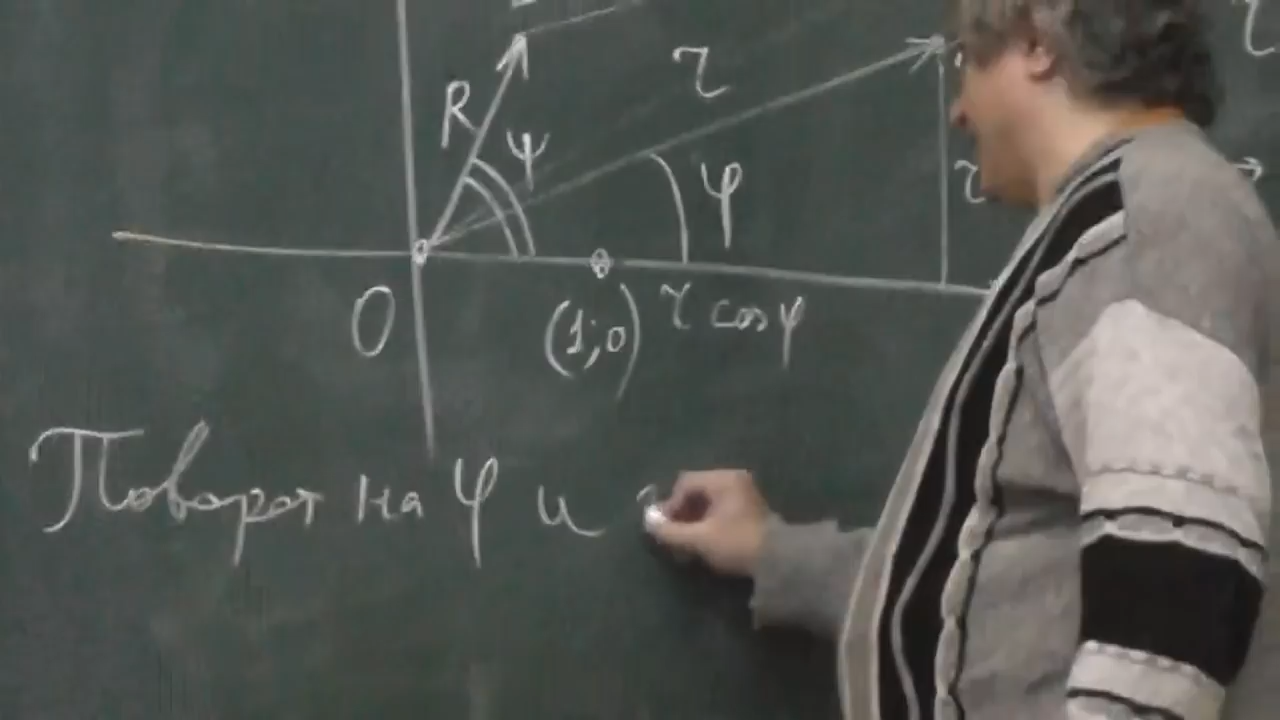 τ
R ψ
φ
τ
O (1;0) τ cos φ
Поворот на φ и